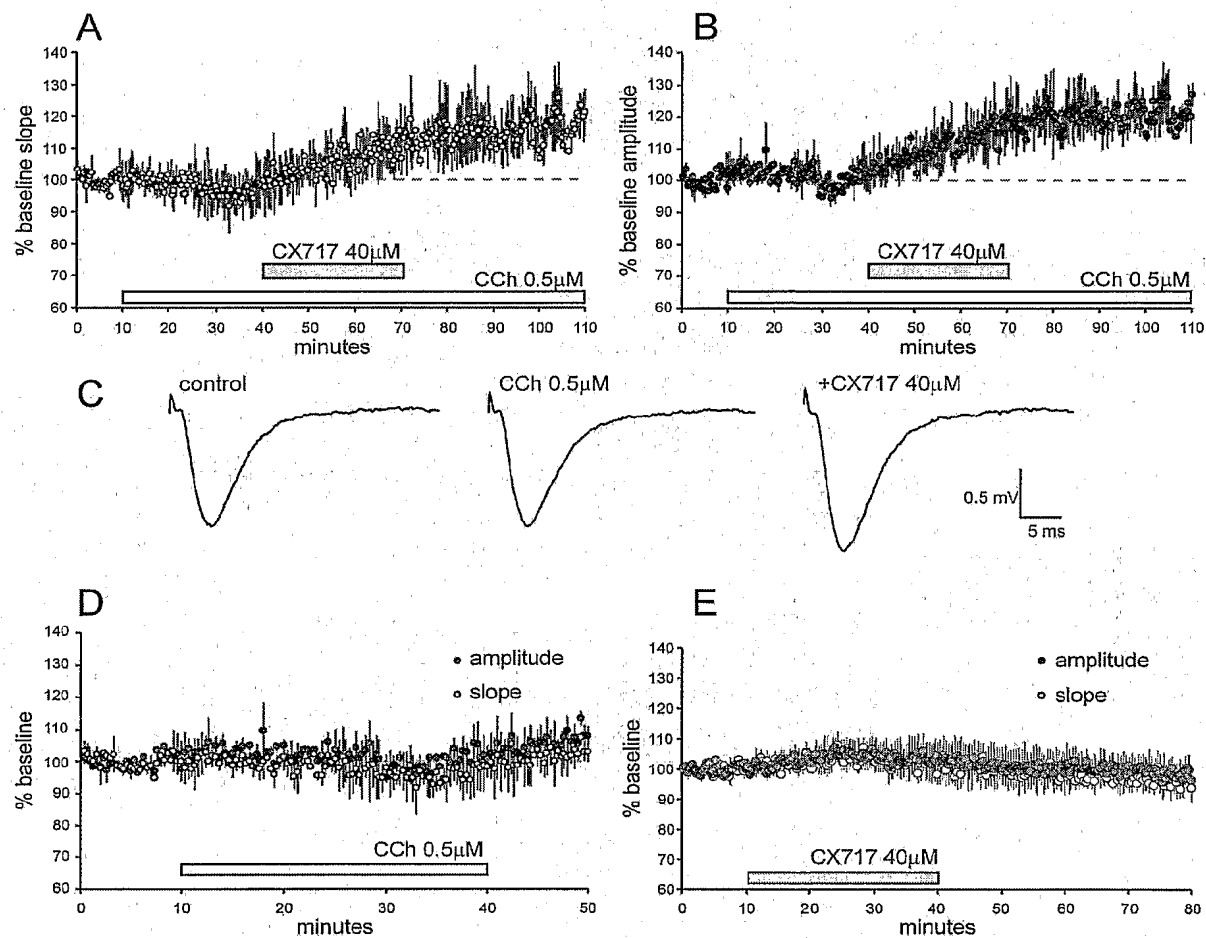 A
140
130
120
110
100
90
80
70
60
% baseline slope
CX717 40μM
CCh 0.5μM
0 10 20 30 40 50 60 70 80 90 100 110
minutes
B
140
130
120
110
100
90
80
70
60
% baseline amplitude
CX717 40μM
CCh 0.5μM
0 10 20 30 40 50 60 70 80 90 100 110
minutes
C
control
CCh 0.5μM
+CX717 40μM
0.5 mV
5 ms
D
140
130
120
110
100
90
80
70
60
% baseline
amplitude
slope
CCh 0.5μM
0 10 20 30 40 50
minutes
E
140
130
120
110
100
90
80
70
60
% baseline
amplitude
slope
CX717 40μM
0 10 20 30 40 50 60 70 80
minutes